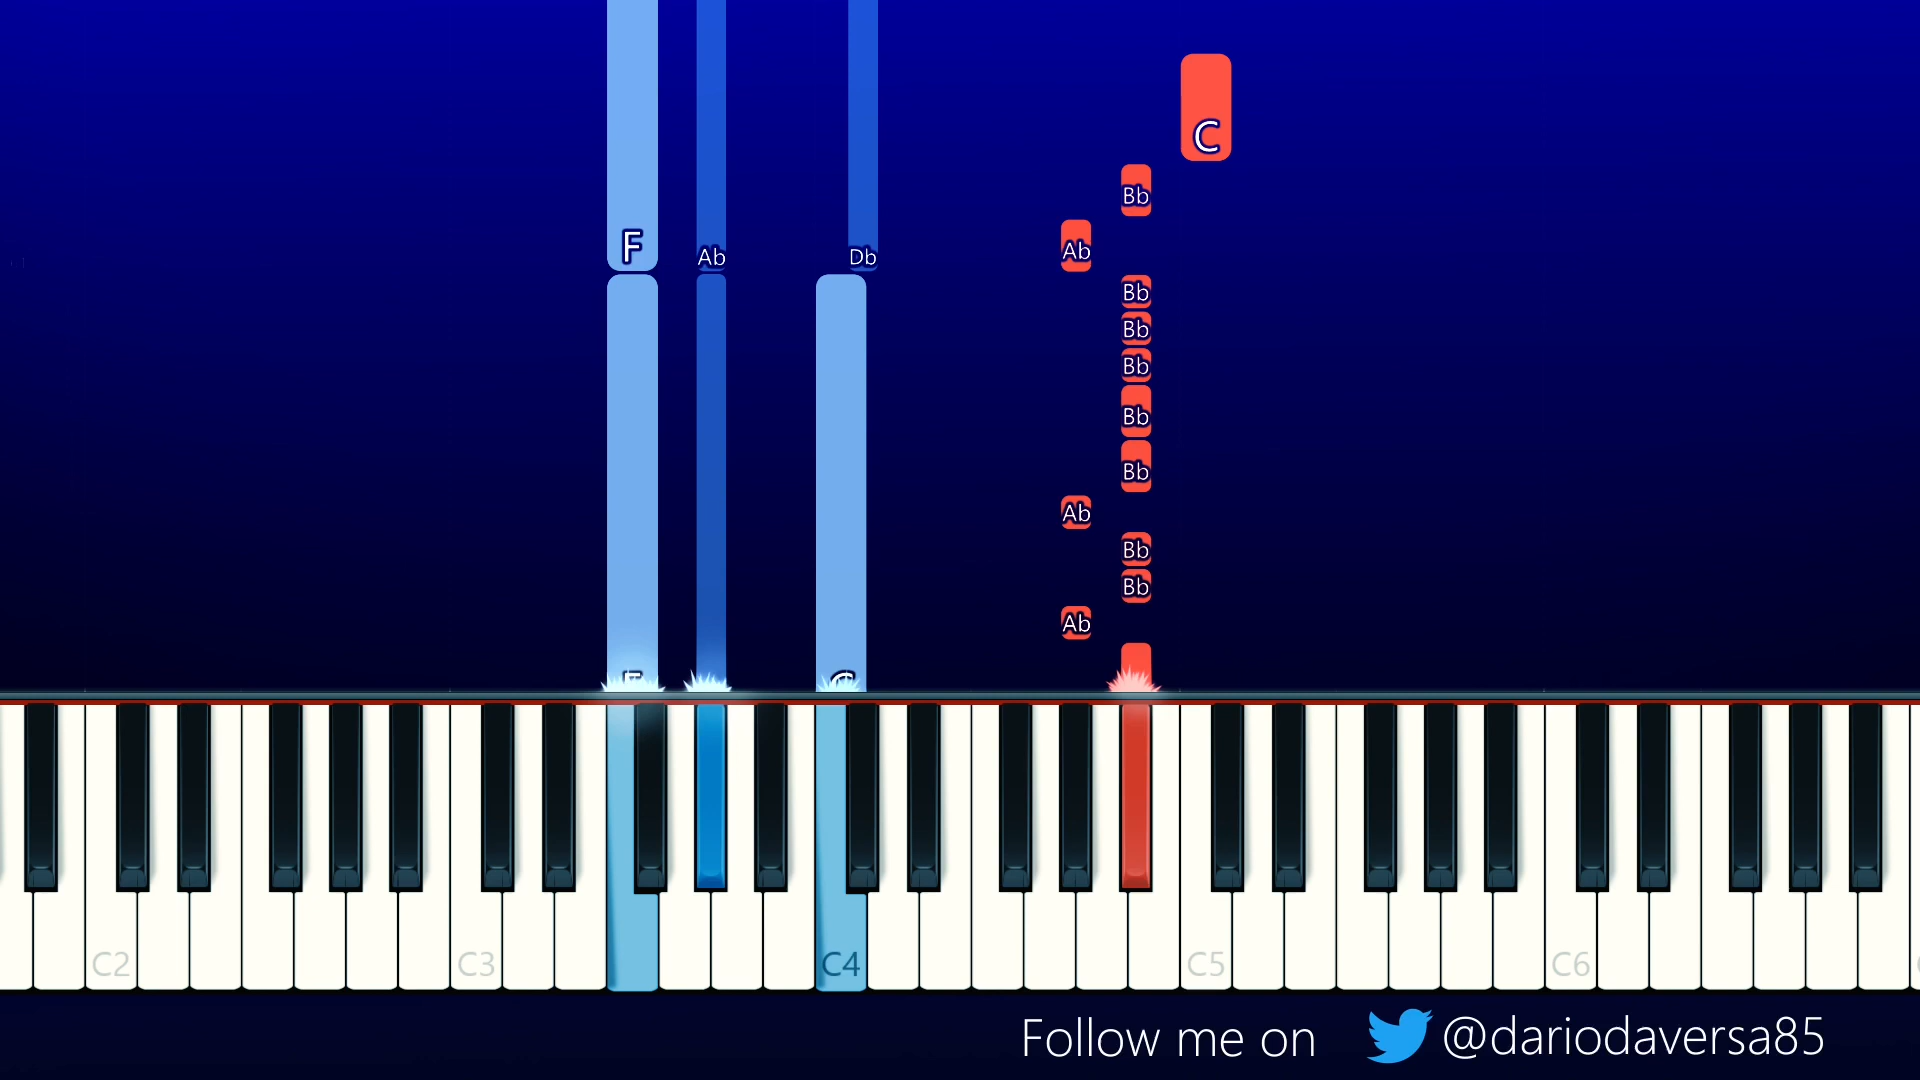 C
Bb
F Ab Db Ab
Bb
Bb
Bb
Bb
Bb
Ab
Bb
Bb
Ab
F C
C2 C3 C4 C5 C6
Follow me on @dariodaversa85